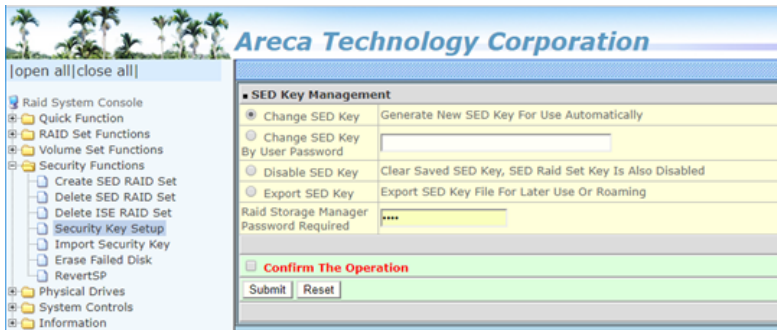 Areca Technology Corporation
|open all|close all|
Raid System Console
Quick Function
RAID Set Functions
Volume Set Functions
Security Functions
Create SED RAID Set
Delete SED RAID Set
Delete ISE RAID Set
Security Key Setup
Import Security Key
Erase Failed Disk
RevertSP
Physical Drives
System Controls
Information
SED Key Management
Change SED Key Generate New SED Key For Use Automatically
Change SED Key
By User Password
Disable SED Key Clear Saved SED Key, SED Raid Set Key Is Also Disabled
Export SED Key Export SED Key File For Later Use Or Roaming
Raid Storage Manager
Password Required ••••
Confirm The Operation
Submit Reset